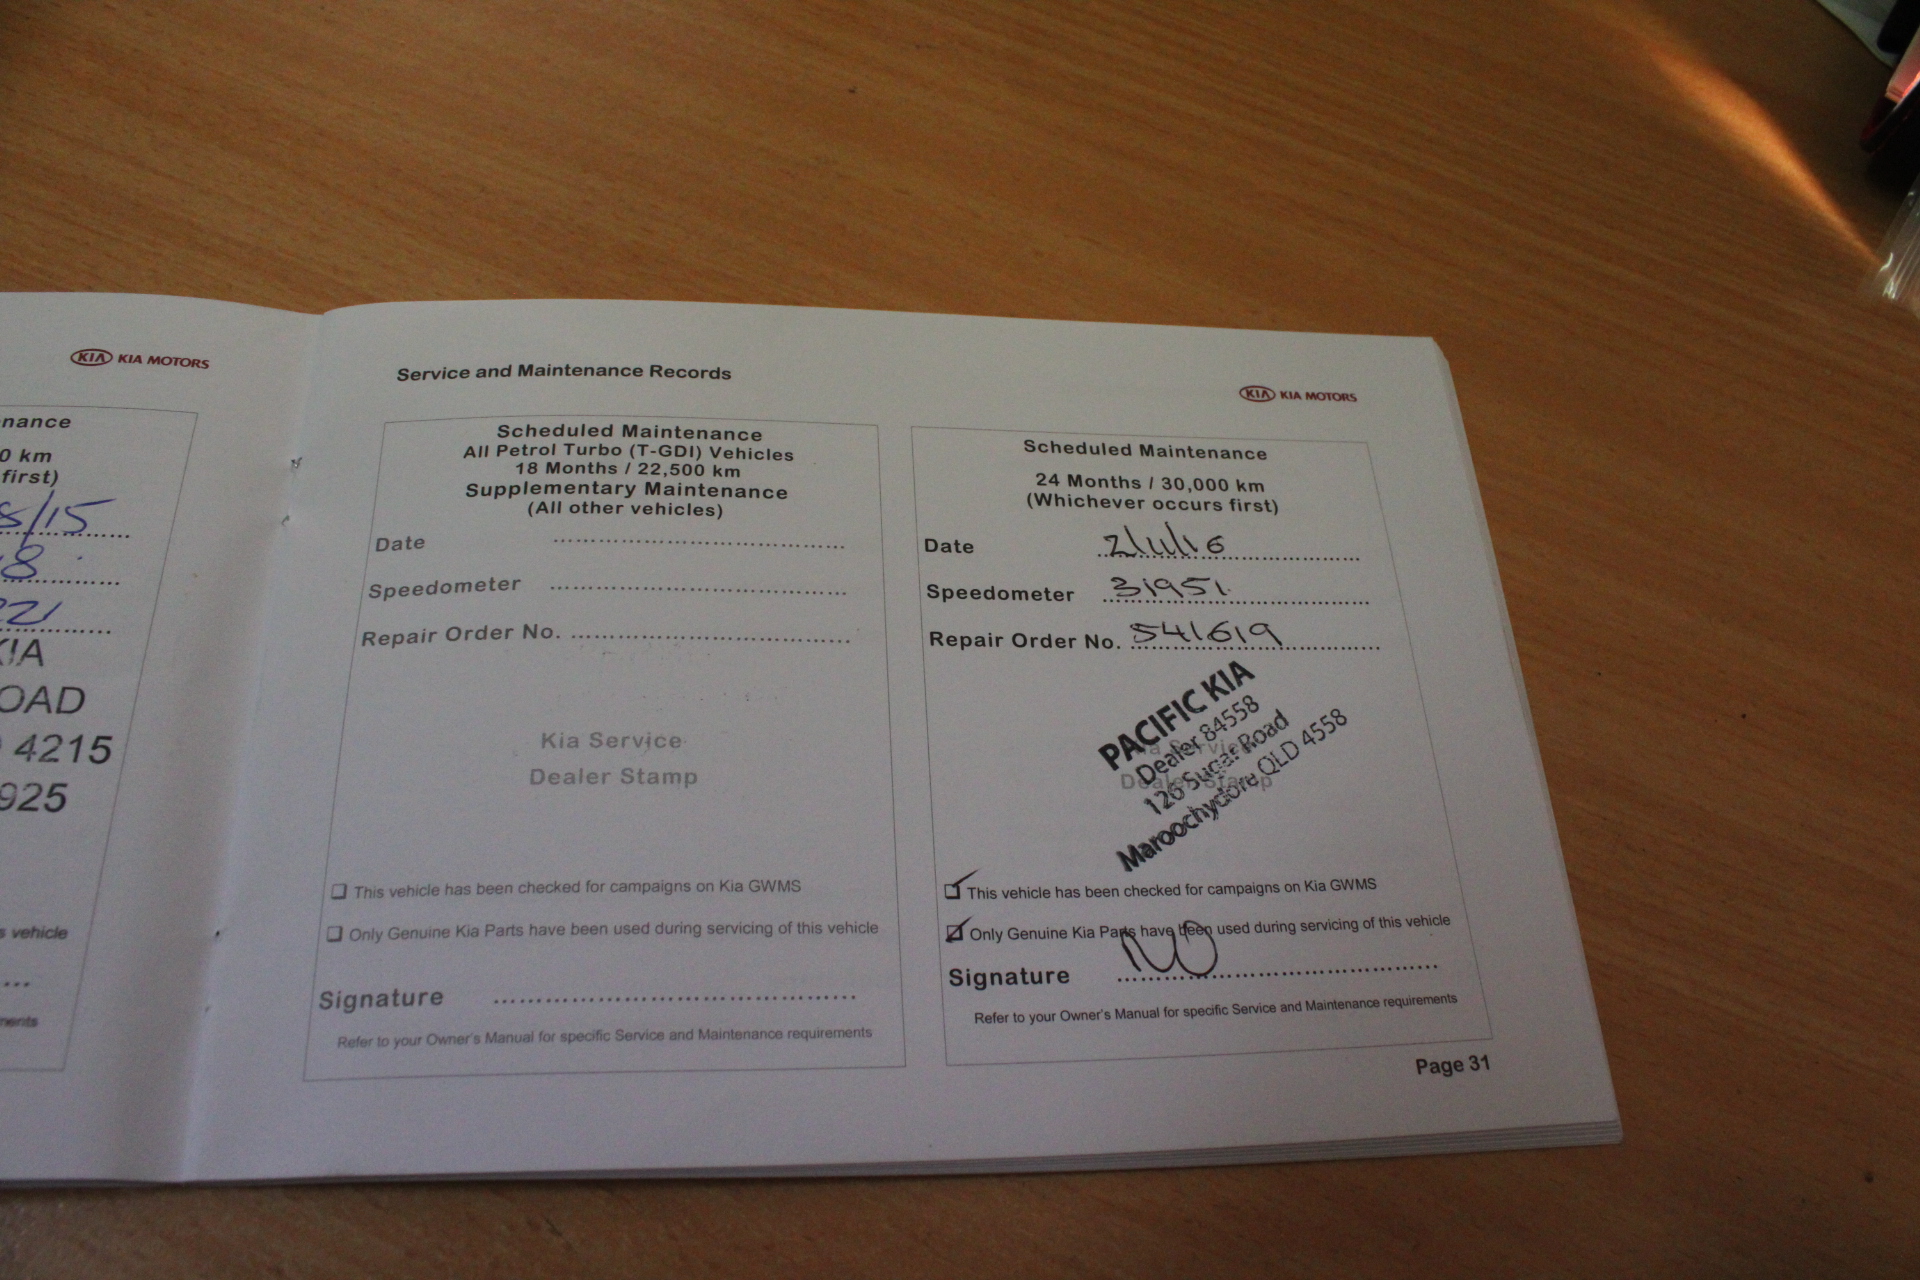 KIA KIA MOTORS
nance
0 km
first)
8/15
8
21
KIA
OAD
4215
925
s vehicle
ments
Service and Maintenance Records
KIA KIA MOTORS
Scheduled Maintenance
All Petrol Turbo (T-GDI) Vehicles
18 Months / 22,500 km
Supplementary Maintenance
(All other vehicles)
Date
Speedometer
Repair Order No.
Kia Service
Dealer Stamp
This vehicle has been checked for campaigns on Kia GWMS
Only Genuine Kia Parts have been used during servicing of this vehicle
Signature
Refer to your Owner's Manual for specific Service and Maintenance requirements
Scheduled Maintenance
24 Months / 30,000 km
(Whichever occurs first)
Date 2/11/16
Speedometer 31951
Repair Order No. 541619
PACIFIC KIA
Dealer 84558
126 Sugar Road
Maroochydore QLD 4558
Kia Service
Dealer Stamp
This vehicle has been checked for campaigns on Kia GWMS
Only Genuine Kia Parts have been used during servicing of this vehicle
Signature
Refer to your Owner's Manual for specific Service and Maintenance requirements
Page 31